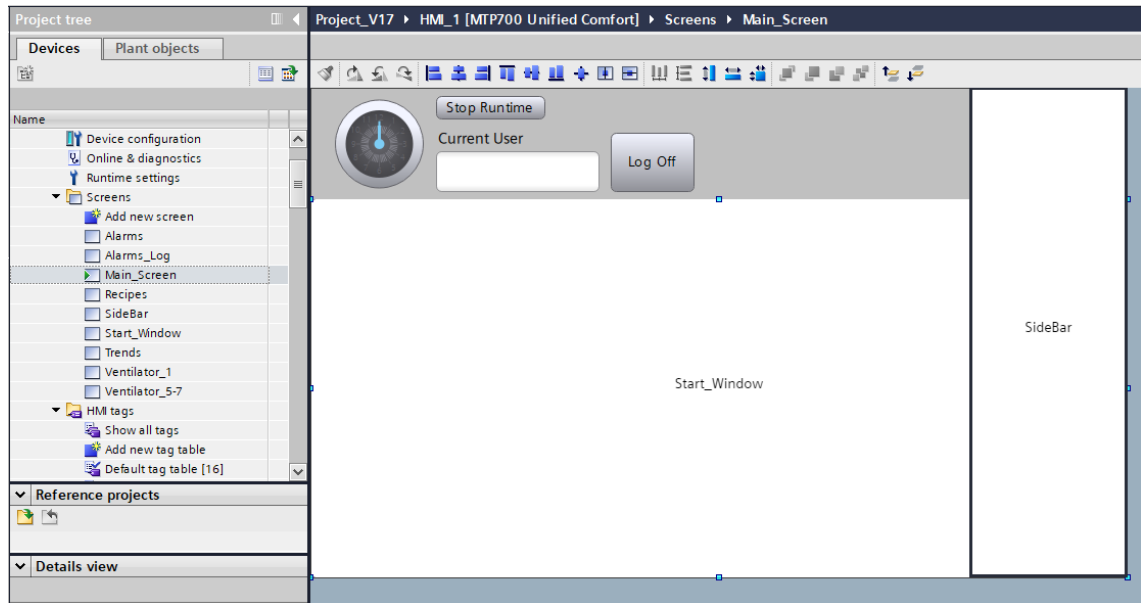 Project tree
Project_V17 HMI_1 [MTP700 Unified Comfort] Screens Main_Screen
Devices
Plant objects
Name
Device configuration
Online & diagnostics
Runtime settings
Screens
Add new screen
Alarms
Alarms_Log
Main_Screen
Recipes
SideBar
Start_Window
Trends
Ventilator_1
Ventilator_5-7
HMI tags
Show all tags
Add new tag table
Default tag table [16]
Reference projects
Details view
Stop Runtime
Current User
Log Off
Start_Window
SideBar